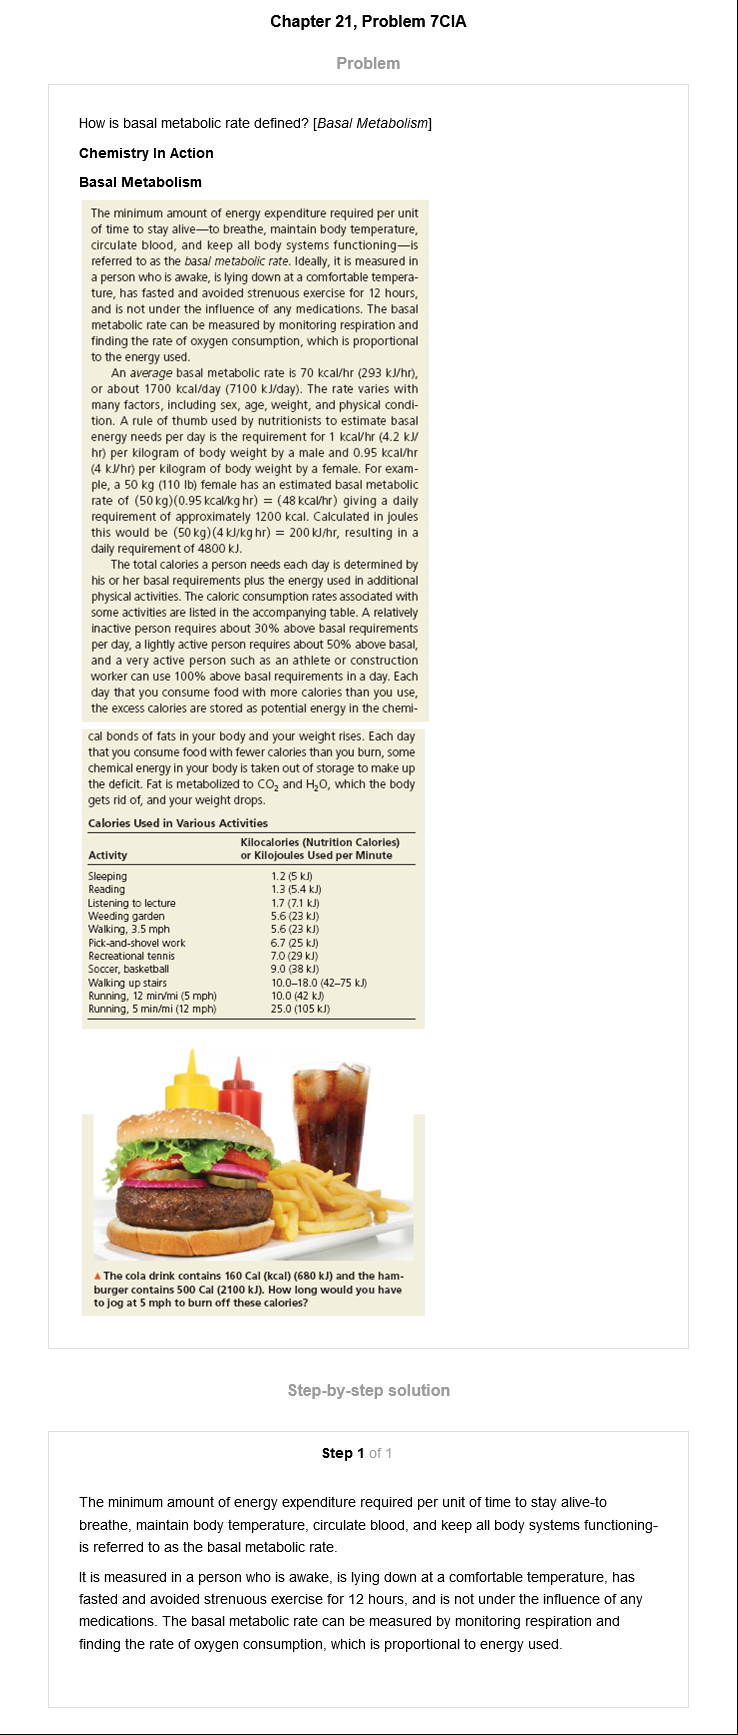 Chapter 21, Problem 7CIA
Problem
How is basal metabolic rate defined? [Basal Metabolism]
Chemistry In Action
Basal Metabolism
The minimum amount of energy expenditure required per unit
of time to stay alive—to breathe, maintain body temperature,
circulate blood, and keep all body systems functioning—is
referred to as the basal metabolic rate. Ideally, it is measured in
a person who is awake, is lying down at a comfortable tempera-
ture, has fasted and avoided strenuous exercise for 12 hours,
and is not under the influence of any medications. The basal
metabolic rate can be measured by monitoring respiration and
finding the rate of oxygen consumption, which is proportional
to the energy used.
An average basal metabolic rate is 70 kcal/hr (293 kJ/hr),
or about 1700 kcal/day (7100 kJ/day). The rate varies with
many factors, including sex, age, weight, and physical condi-
tion. A rule of thumb used by nutritionists to estimate basal
energy needs per day is the requirement for 1 kcal/hr (4.2 kJ/
hr) per kilogram of body weight by a male and 0.95 kcal/hr
(4 kJ/hr) per kilogram of body weight by a female. For exam-
ple, a 50 kg (110 lb) female has an estimated basal metabolic
rate of (50 kg)(0.95 kcal/kg hr) = (48 kcal/hr) giving a daily
requirement of approximately 1200 kcal. Calculated in joules
this would be (50 kg)(4 kJ/kg hr) = 200 kJ/hr, resulting in a
daily requirement of 4800 kJ.
The total calories a person needs each day is determined by
his or her basal requirements plus the energy used in additional
physical activities. The caloric consumption rates associated with
some activities are listed in the accompanying table. A relatively
inactive person requires about 30% above basal requirements
per day, a lightly active person requires about 50% above basal,
and a very active person such as an athlete or construction
worker can use 100% above basal requirements in a day. Each
day that you consume food with more calories than you use,
the excess calories are stored as potential energy in the chemi-
cal bonds of fats in your body and your weight rises. Each day
that you consume food with fewer calories than you burn, some
chemical energy in your body is taken out of storage to make up
the deficit. Fat is metabolized to CO₂ and H₂O, which the body
gets rid of, and your weight drops.
Calories Used in Various Activities
Kilocalories (Nutrition Calories)
Activity or Kilojoules Used per Minute
Sleeping 1.2 (5 kJ)
Reading 1.3 (5.4 kJ)
Listening to lecture 1.7 (7.1 kJ)
Weeding garden 5.6 (23 kJ)
Walking, 3.5 mph 5.6 (23 kJ)
Pick-and-shovel work 6.7 (25 kJ)
Recreational tennis 7.0 (29 kJ)
Soccer, basketball 9.0 (38 kJ)
Walking up stairs 10.0–18.0 (42–75 kJ)
Running, 12 min/mi (5 mph) 10.0 (42 kJ)
Running, 5 min/mi (12 mph) 25.0 (105 kJ)
▲ The cola drink contains 160 Cal (kcal) (680 kJ) and the ham-
burger contains 500 Cal (2100 kJ). How long would you have
to jog at 5 mph to burn off these calories?
Step-by-step solution
Step 1 of 1
The minimum amount of energy expenditure required per unit of time to stay alive-to
breathe, maintain body temperature, circulate blood, and keep all body systems functioning-
is referred to as the basal metabolic rate.
It is measured in a person who is awake, is lying down at a comfortable temperature, has
fasted and avoided strenuous exercise for 12 hours, and is not under the influence of any
medications. The basal metabolic rate can be measured by monitoring respiration and
finding the rate of oxygen consumption, which is proportional to energy used.